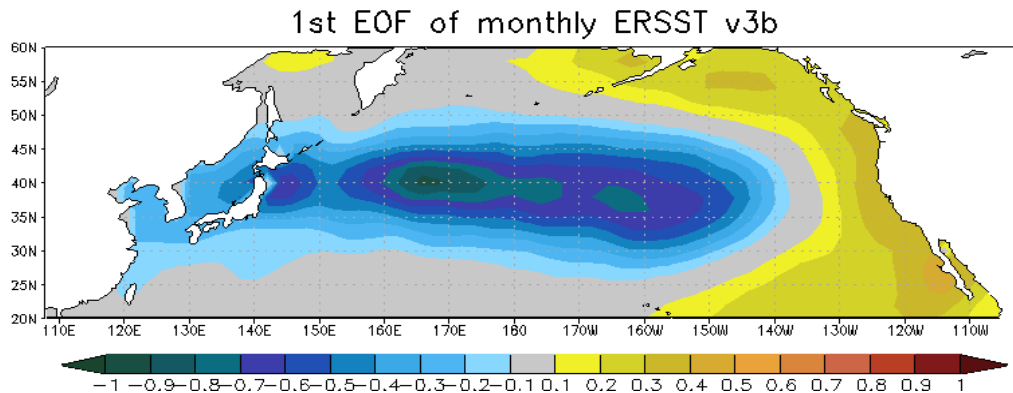 1st EOF of monthly ERSST v3b
60N
55N
50N
45N
40N
35N
30N
25N
20N
110E 120E 130E 140E 150E 160E 170E 180 170W 160W 150W 140W 130W 120W 110W
-1 -0.9 -0.8 -0.7 -0.6 -0.5 -0.4 -0.3 -0.2 -0.1 0.1 0.2 0.3 0.4 0.5 0.6 0.7 0.8 0.9 1